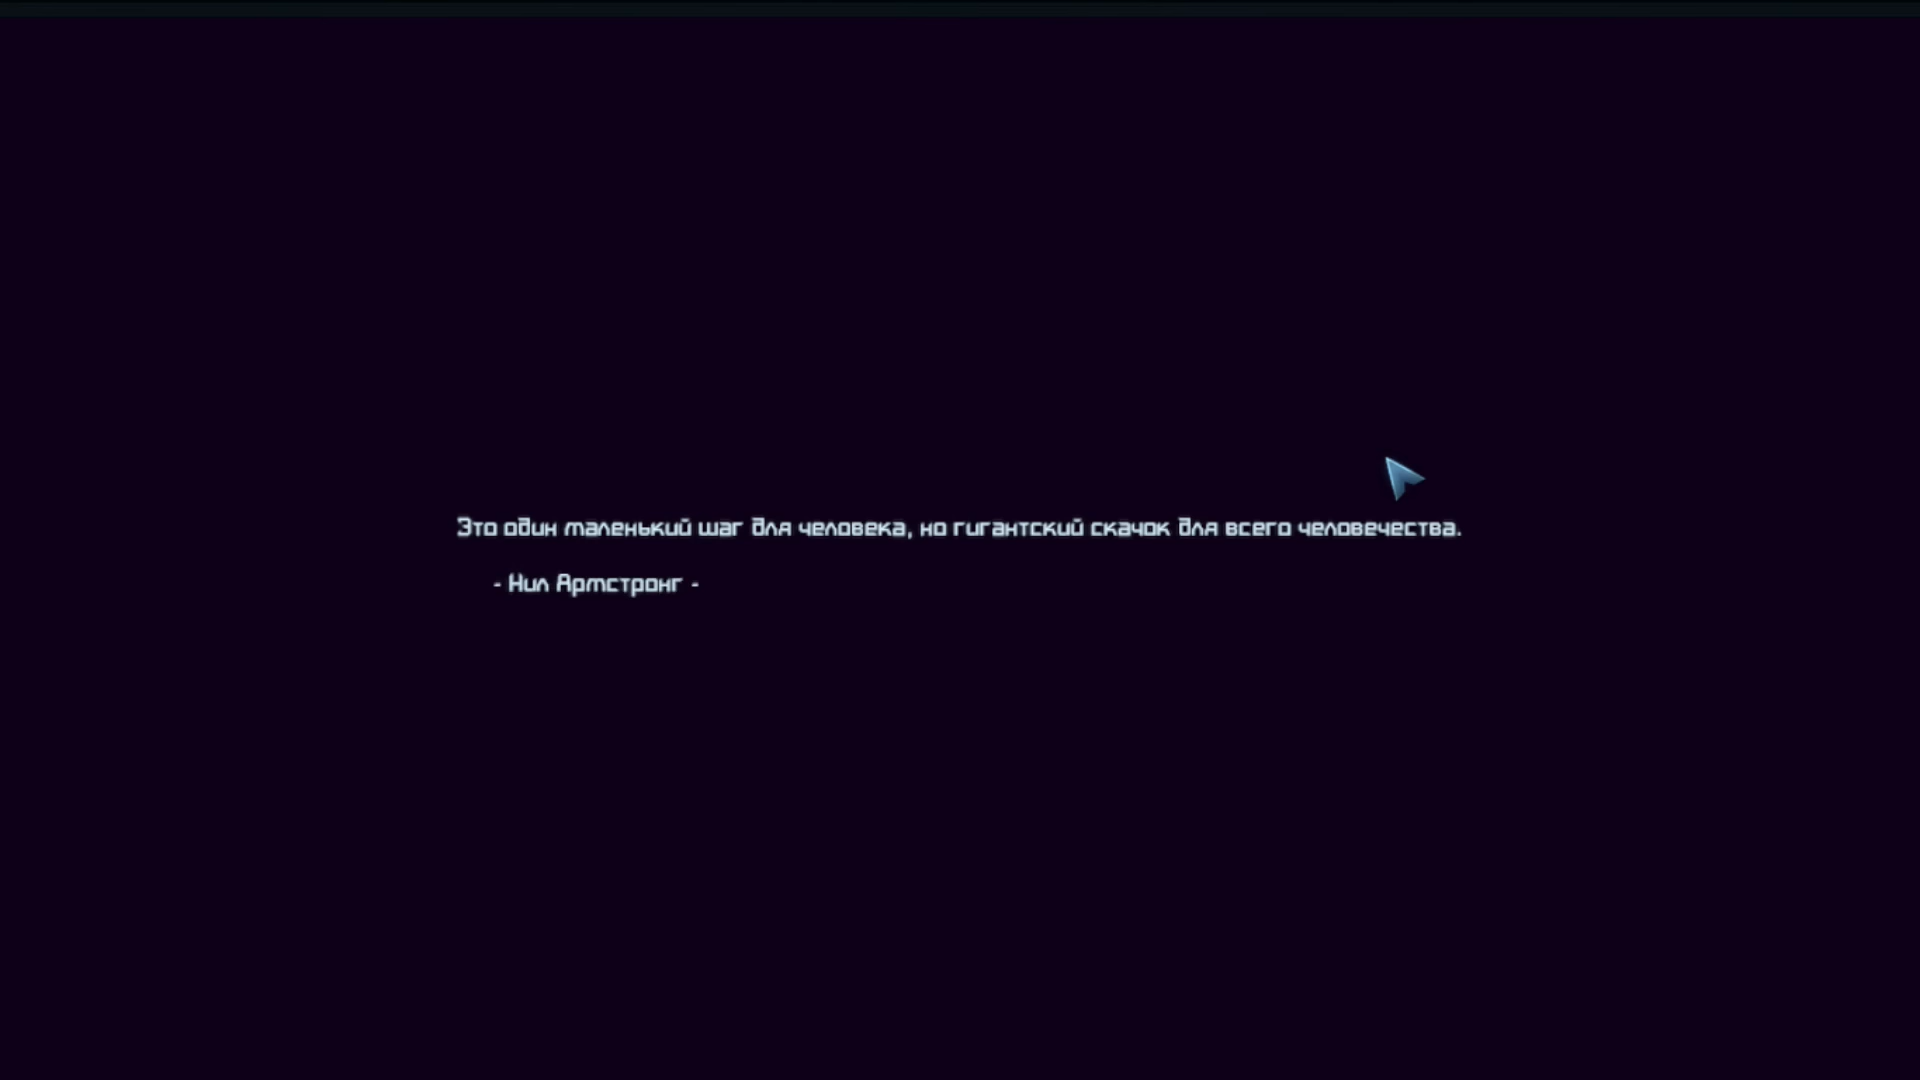 Это один маленький шаг для человека, но гигантский скачок для всего человечества.
- Нил Армстронг -